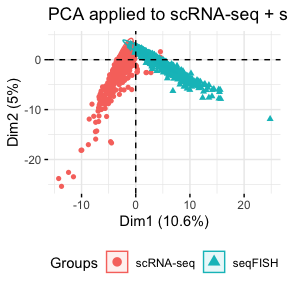 PCA applied to scRNA-seq + s
0
-10
-20
Dim2 (5%)
-10
0
10
20
Dim1 (10.6%)
Groups
scRNA-seq
seqFISH